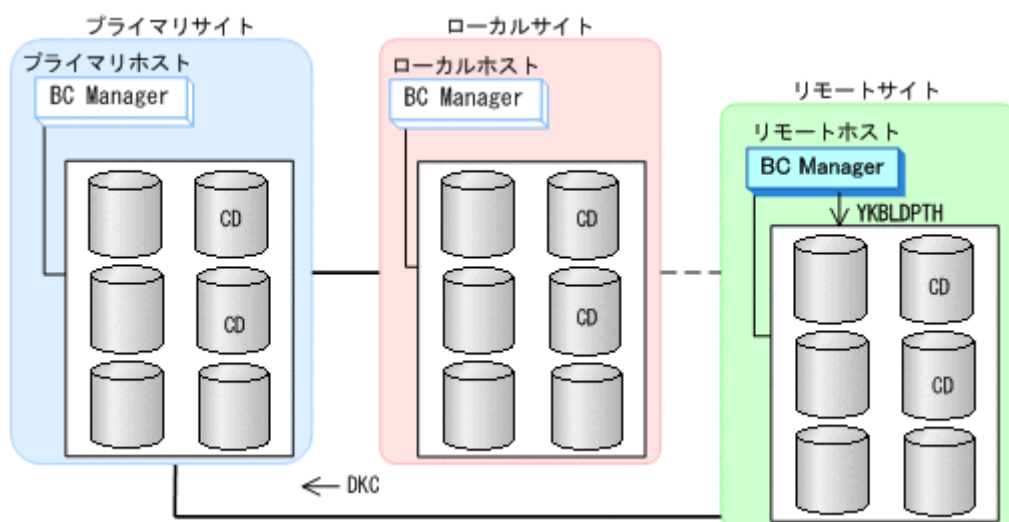 プライマリサイト
プライマリホスト
BC Manager
CD
CD
ローカルサイト
ローカルホスト
BC Manager
CD
CD
リモートサイト
リモートホスト
BC Manager
YKBLDPTH
CD
CD
DKC